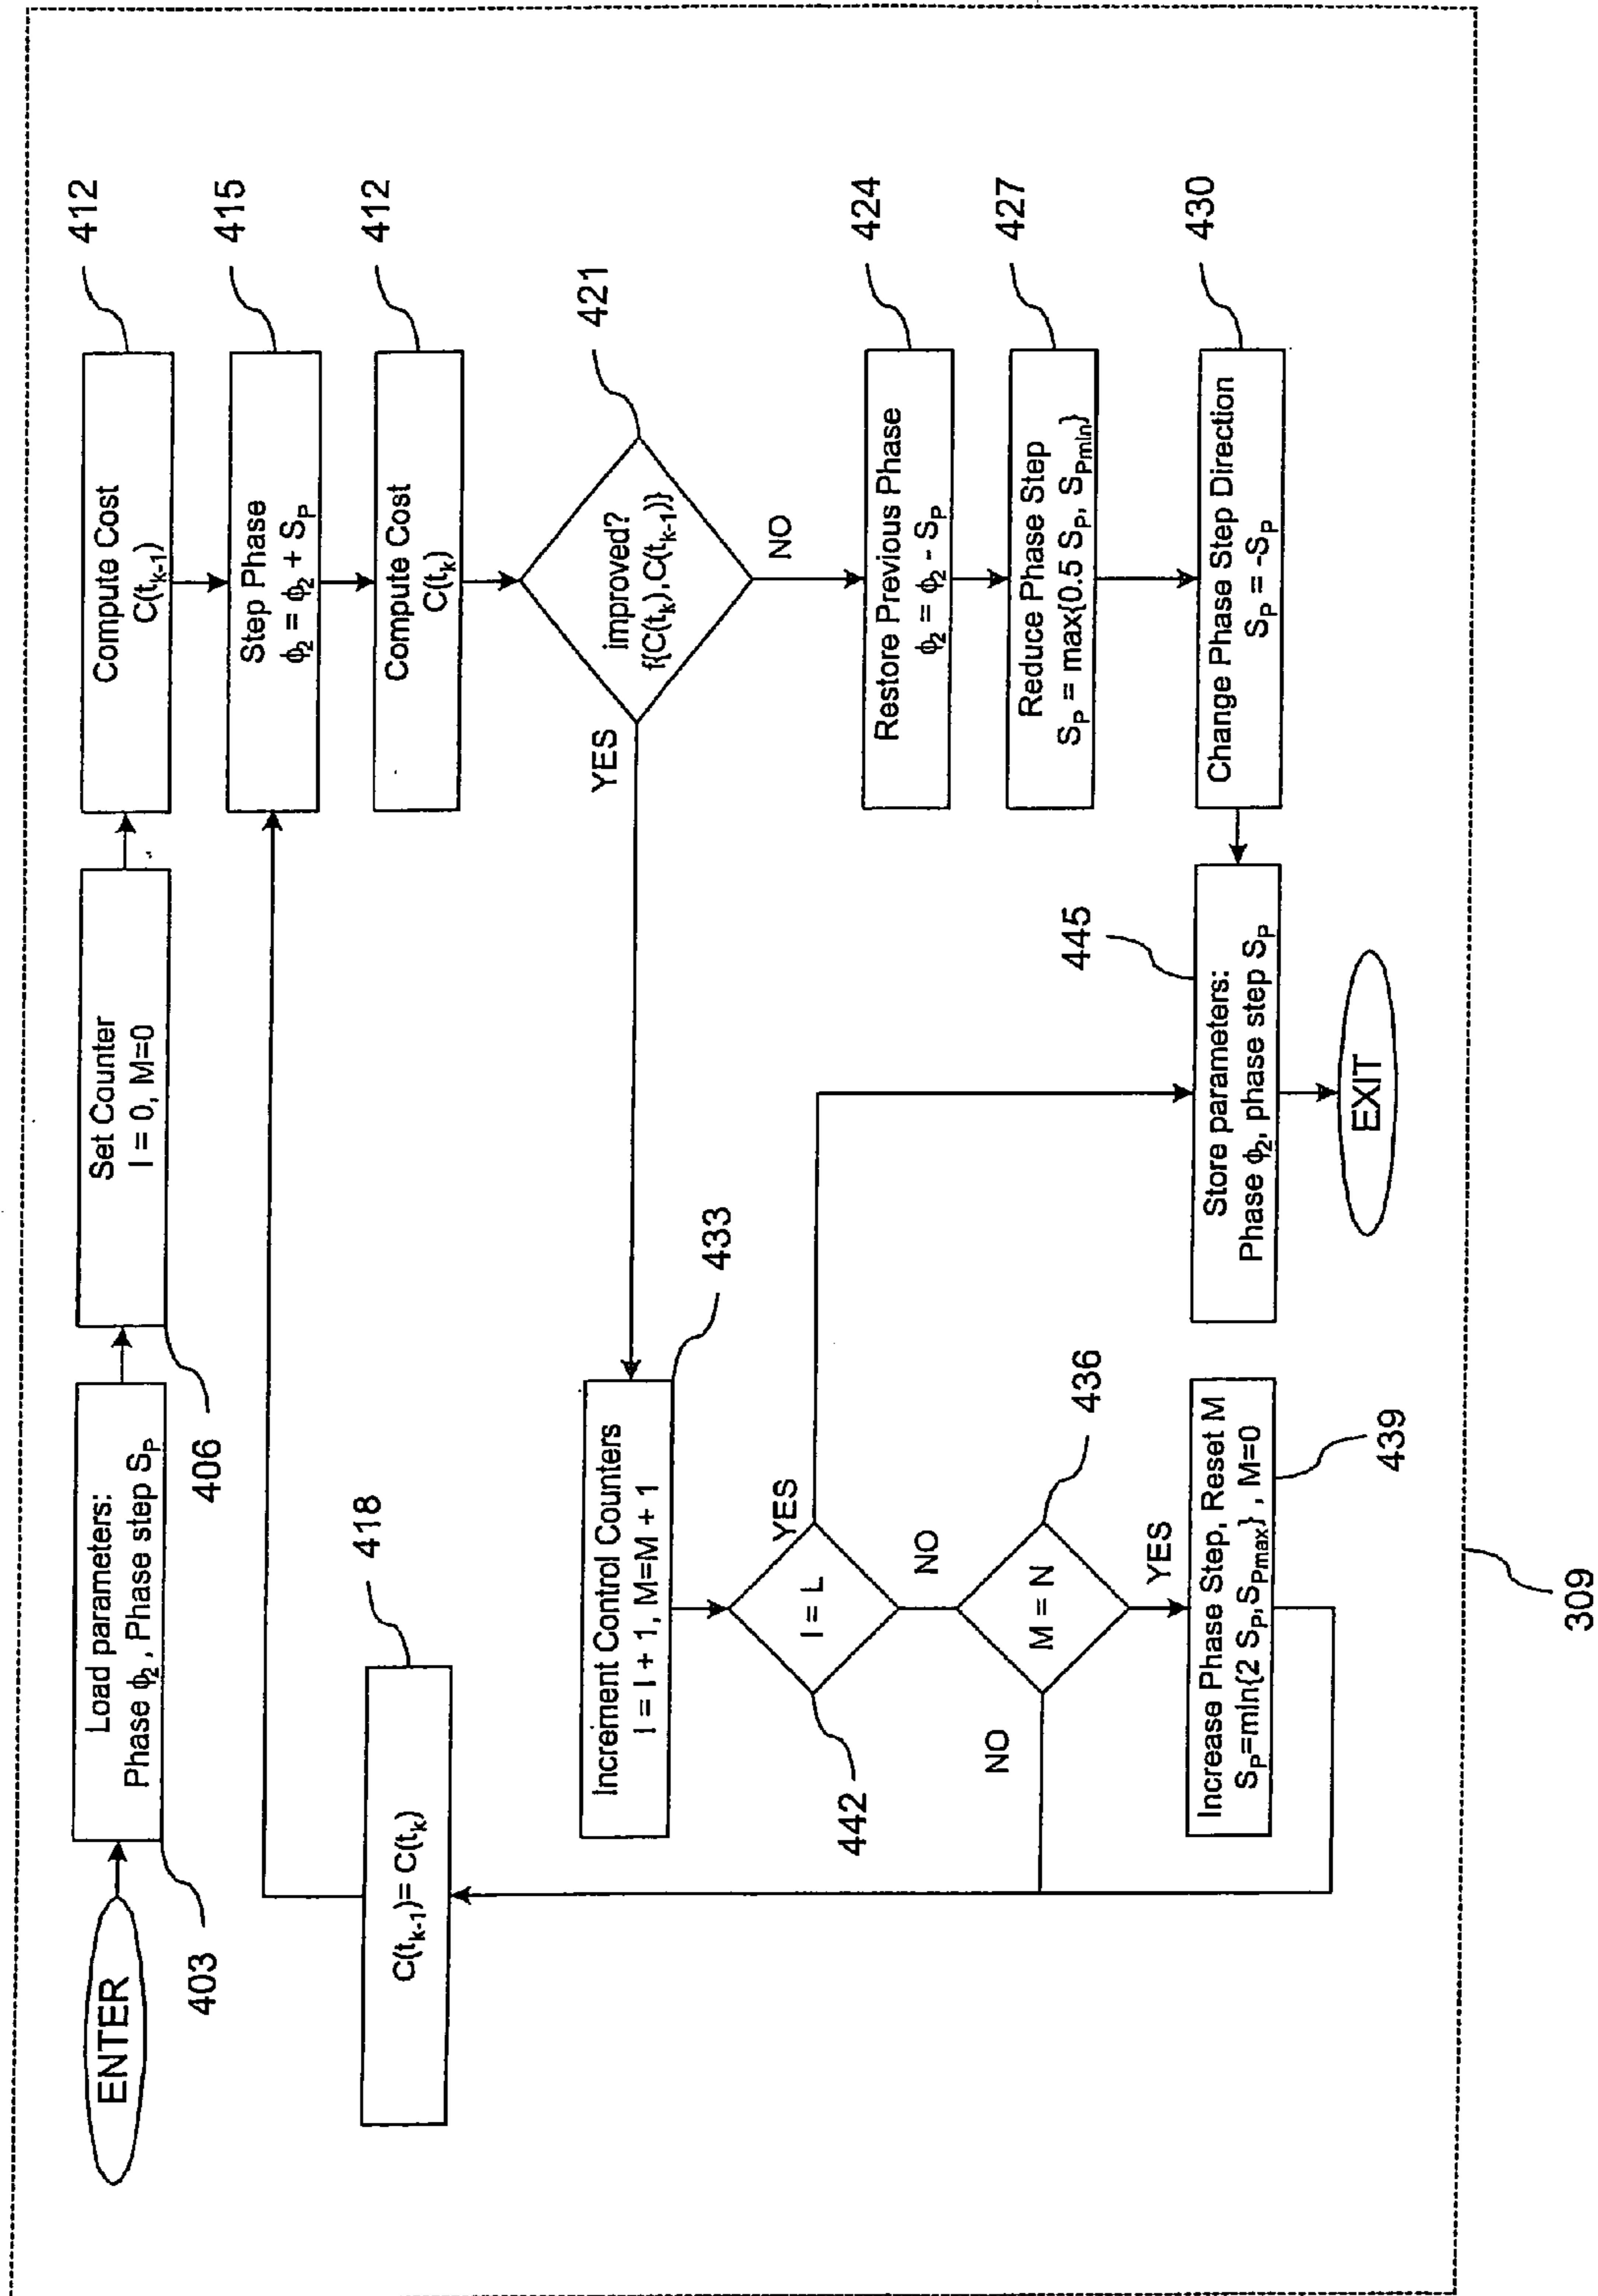 ENTER
Load parameters:
Phase ϕ₂, Phase step Sₚ
403
Set Counter
I = 0, M=0
406
Compute Cost
C(tₖ₋₁)
412
Step Phase
ϕ₂ = ϕ₂ + Sₚ
415
Compute Cost
C(tₖ)
412
C(tₖ₋₁)= C(tₖ)
418
improved?
f{C(tₖ),C(tₖ₋₁)}
421
YES
NO
Restore Previous Phase
ϕ₂ = ϕ₂ - Sₚ
424
Reduce Phase Step
Sₚ = max{0.5 Sₚ, Sₚₘᵢₙ}
427
Change Phase Step Direction
Sₚ = -Sₚ
430
Increment Control Counters
I = I + 1, M=M + 1
433
I = L
YES
442
NO
M = N
436
NO
YES
Increase Phase Step, Reset M
Sₚ=min{2 Sₚ,Sₚₘₐₓ} , M=0
439
Store parameters:
Phase ϕ₂, phase step Sₚ
445
EXIT
309